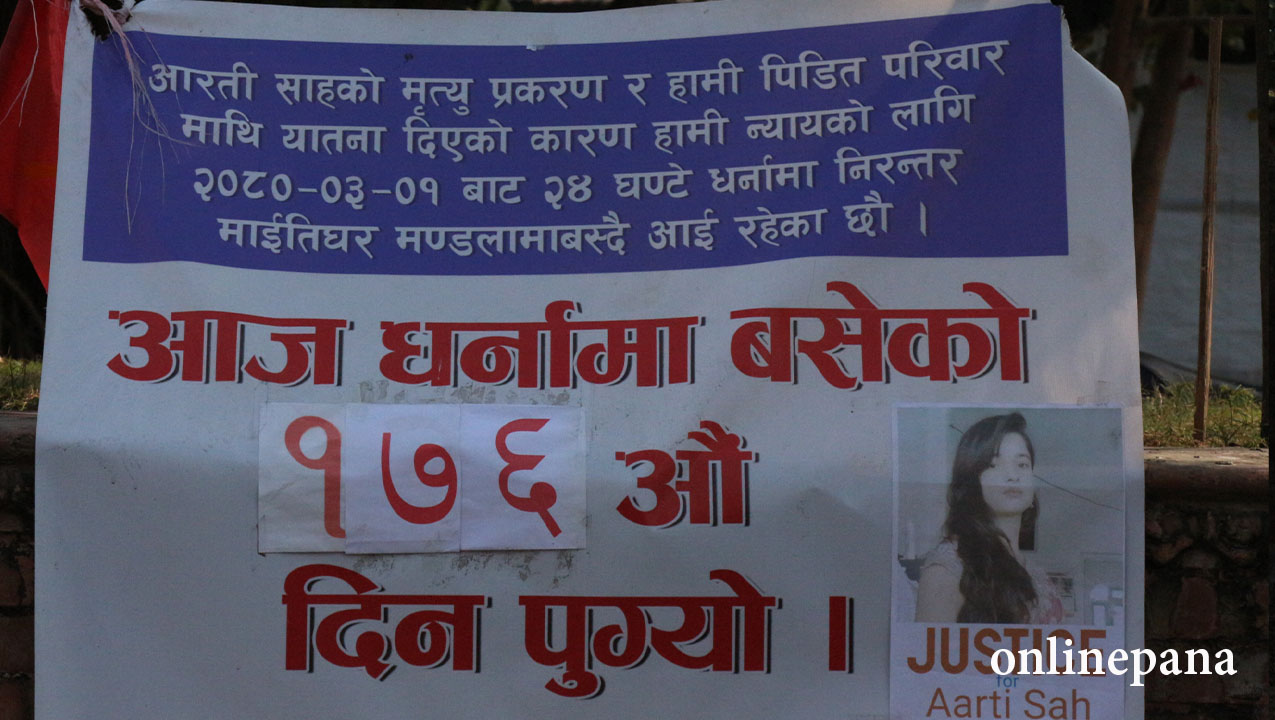 आरती साहको मृत्यु प्रकरण र हामी पिडित परिवार
माथि यातना दिएको कारण हामी न्यायको लागि
२०८०-०३-०१ बाट २४ घण्टे धर्नामा निरन्तर
माईतिघर मण्डलामाबस्दै आई रहेका छौ ।
आज धर्नामा बसेको
१७६ औं
दिन पुग्यो ।
JUSTICE
for
Aarti Sah
onlinepana